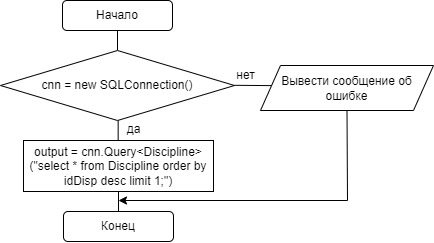 Начало
cnn = new SQLConnection()
нет
Вывести сообщение об
ошибке
да
output = cnn.Query<Discipline>
("select * from Discipline order by
idDisp desc limit 1;")
Конец